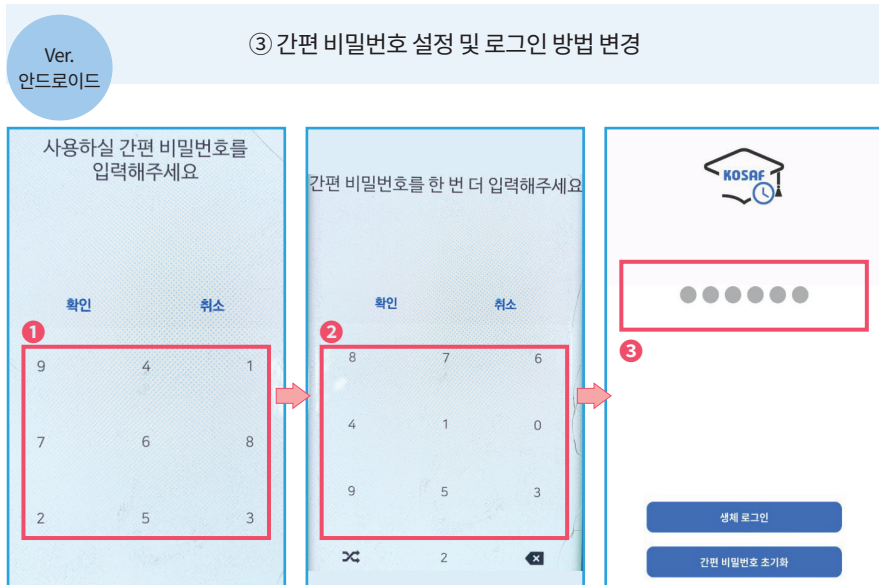 Ver.
안드로이드
③ 간편 비밀번호 설정 및 로그인 방법 변경
사용하실 간편 비밀번호를
입력해주세요
확인 취소
1
9 4 1
7 6 8
2 5 3
간편 비밀번호를 한 번 더 입력해주세요
확인 취소
2
8 7 6
4 1 0
9 5 3
2
KOSAF
3
생체 로그인
간편 비밀번호 초기화